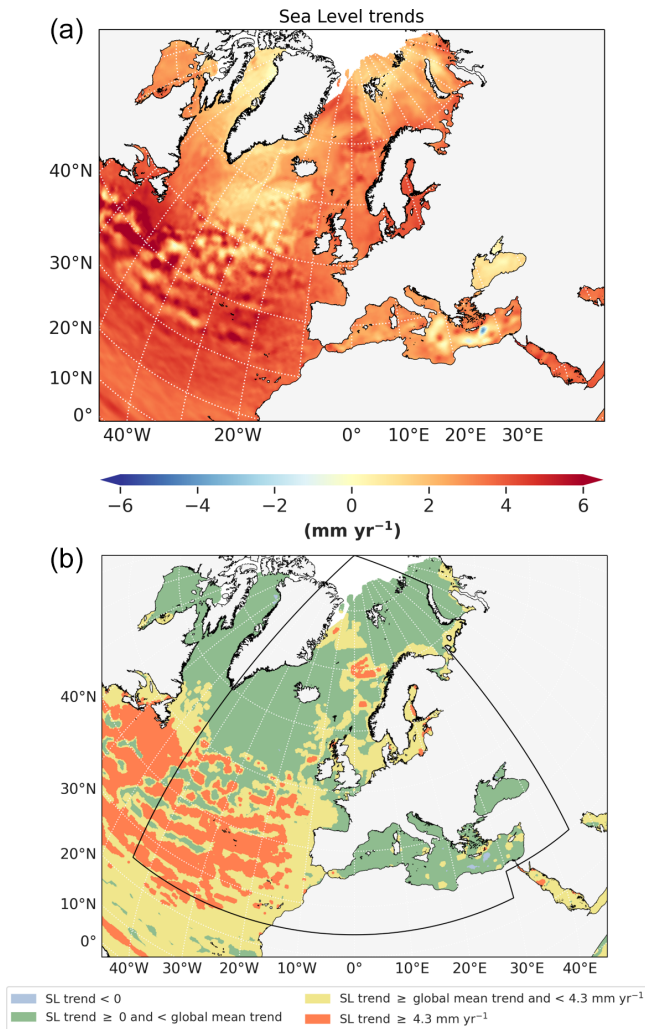 Sea Level trends
(a)
40°N
30°N
20°N
10°N
0°
40°W 20°W 0° 10°E 20°E 30°E
−6 −4 −2 0 2 4 6
(mm yr⁻¹)
(b)
40°N
30°N
20°N
10°N
0°
40°W 30°W 20°W 10°W 0° 10°E 20°E 30°E
SL trend < 0 SL trend ≥ global mean trend and < 4.3 mm yr⁻¹
SL trend ≥ 0 and < global mean trend SL trend ≥ 4.3 mm yr⁻¹